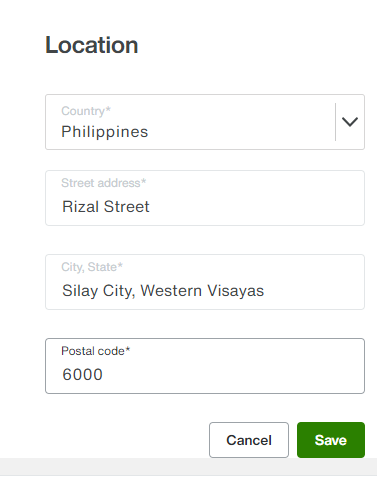 Location
Country*
Philippines
Street address*
Rizal Street
City, State*
Silay City, Western Visayas
Postal code*
6000
Cancel Save